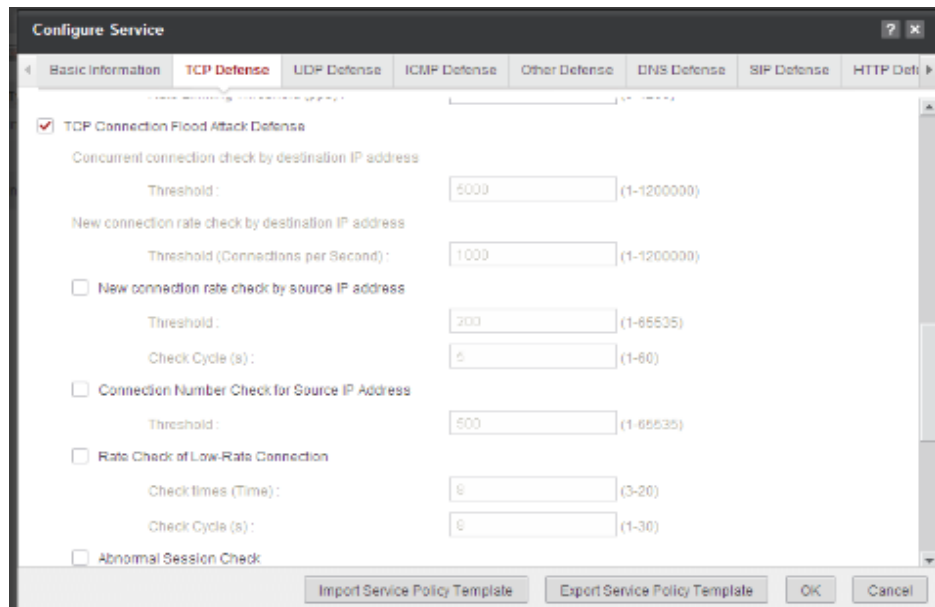 Configure Service
? ×
Basic Information TCP Defense UDP Defense ICMP Defense Other Defense DNS Defense SIP Defense HTTP Def
TCP Connection Flood Attack Defense
Concurrent connection check by destination IP address
Threshold : 5000 (1-1200000)
New connection rate check by destination IP address
Threshold (Connections per Second) : 1000 (1-1200000)
New connection rate check by source IP address
Threshold : 200 (1-65535)
Check Cycle (s) : (1-60)
Connection Number Check for Source IP Address
Threshold : 500 (1-65535)
Rate Check of Low-Rate Connection
Check times (Time) : (3-20)
Check Cycle (s) : (1-30)
Abnormal Session Check
Import Service Policy Template Export Service Policy Template OK Cancel